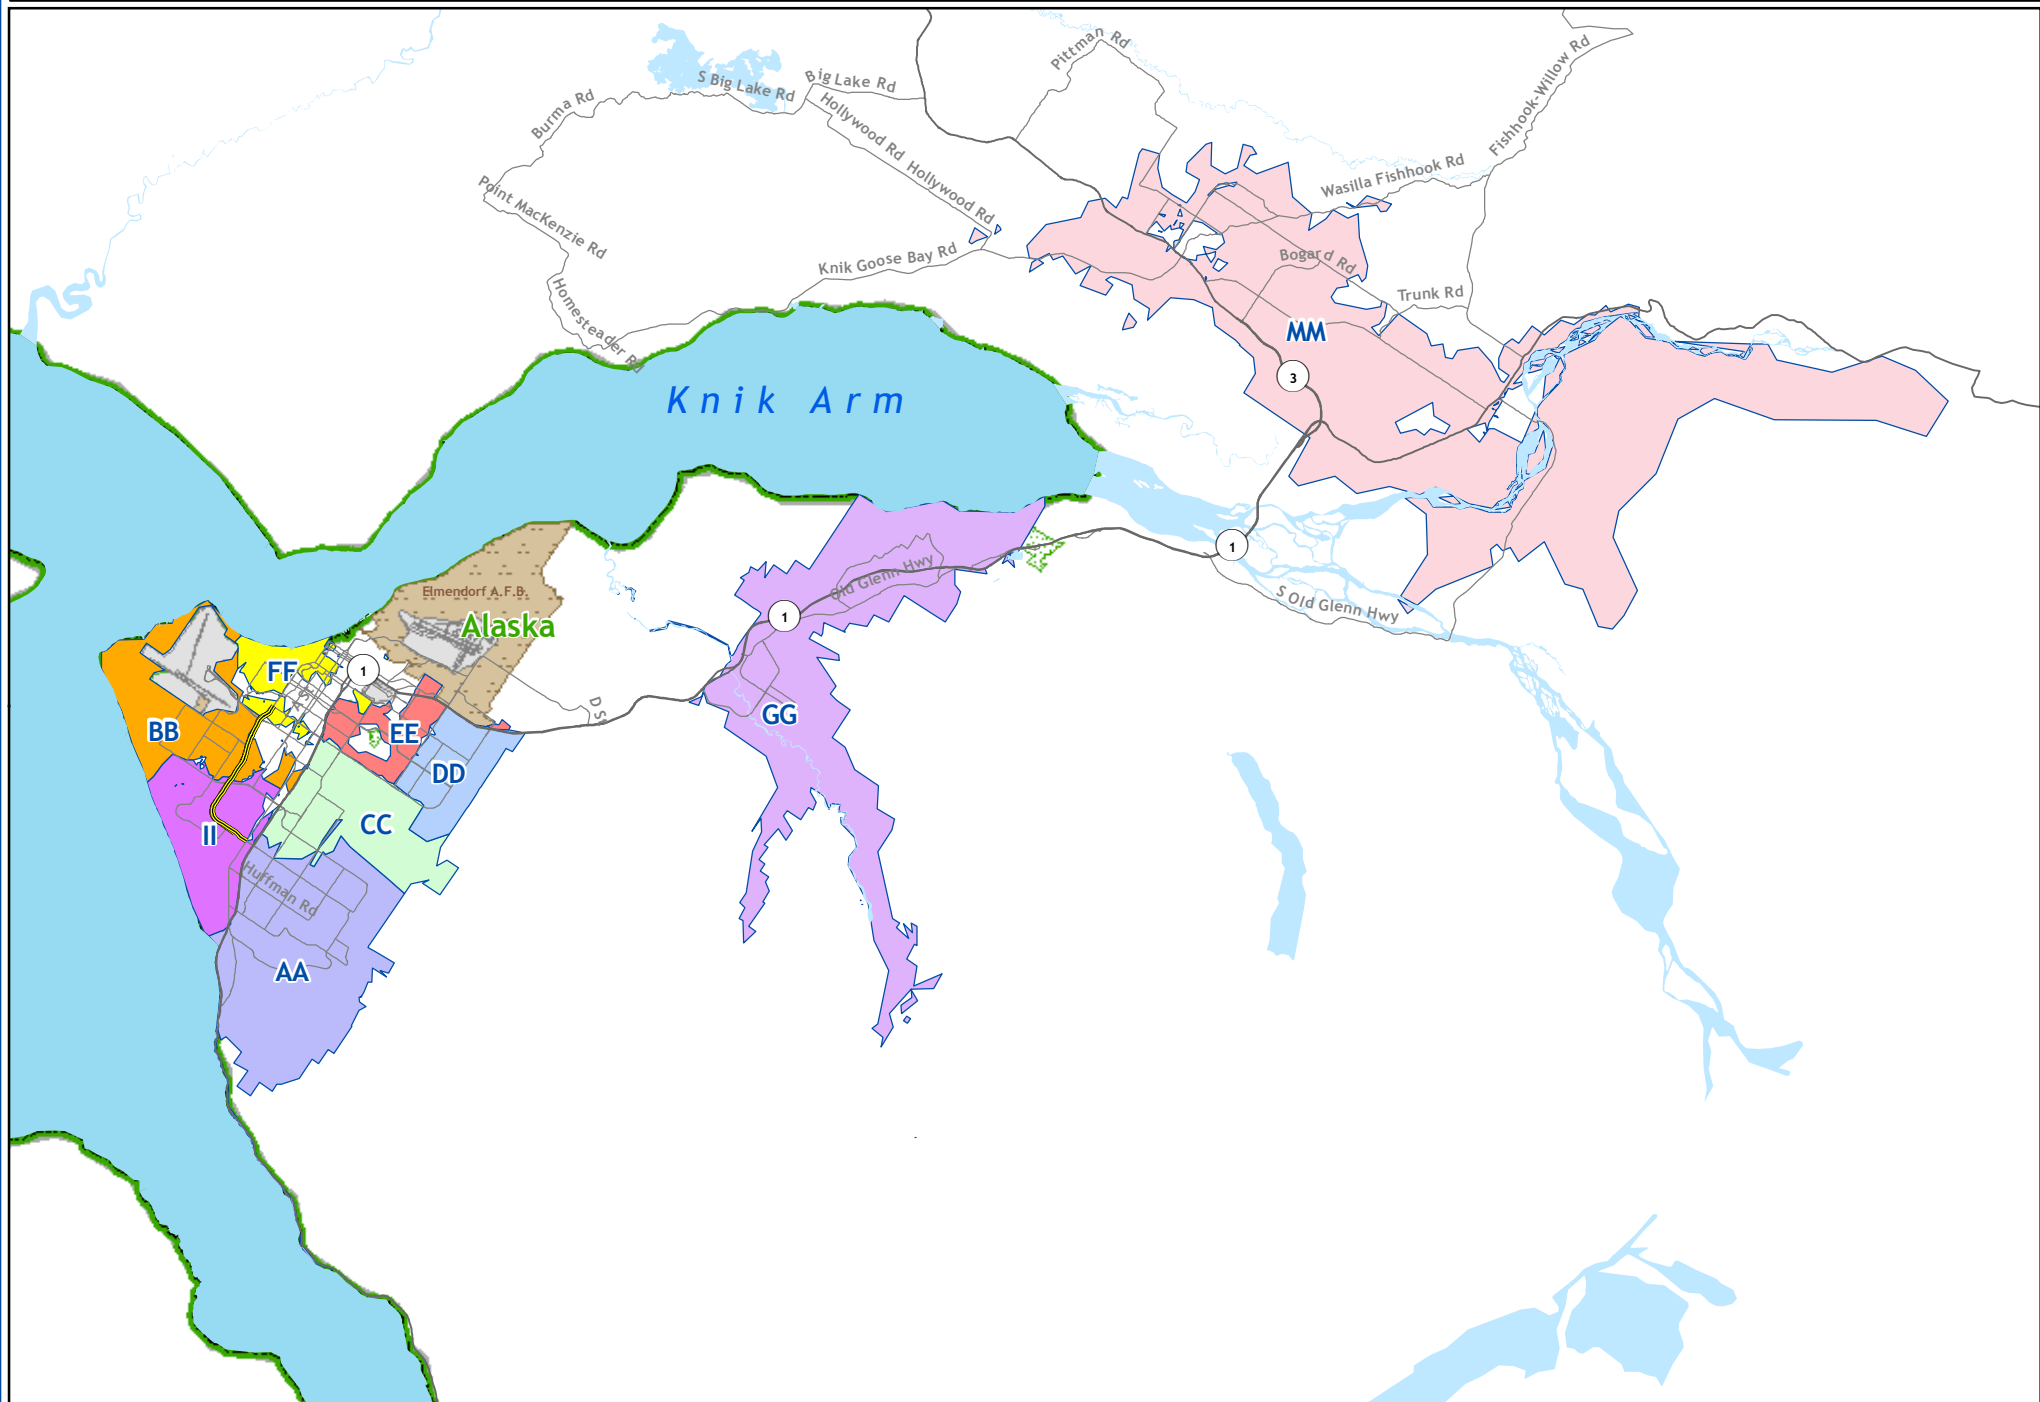 Pittman Rd
Fishhook-Willow Rd
S Big Lake Rd
Big Lake Rd
Burma Rd
Hollywood Rd
Hollywood Rd
Wasilla Fishhook Rd
Point MacKenzie Rd
Knik Goose Bay Rd
Bogard Rd
Trunk Rd
Homesteader R
MM
3
Knik Arm
1
Old Glenn Hwy
S Old Glenn Hwy
Elmendorf A.F.B.
Alaska
1
FF
1
D S
GG
BB
EE
DD
CC
II
Huffman Rd
AA